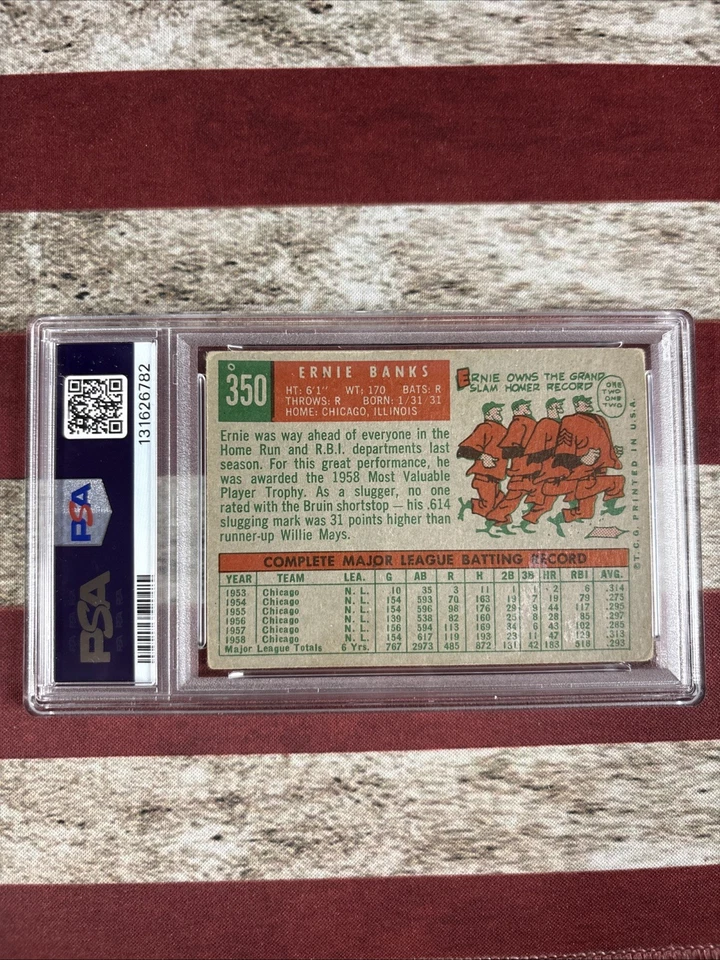 131626782
PSA
PSA
350
ERNIE BANKS
HT: 6'1" WT: 170 BATS: R
THROWS: R BORN: 1/31 31
HOME: CHICAGO, ILLINOIS
ERNIE OWNS THE GRAND
SLAM HOMER RECORD
ONE
TWO
ONE
TWO
Ernie was way ahead of everyone in the
Home Run and R.B.I. departments last
season. For this great performance, he
was awarded the 1958 Most Valuable
Player Trophy. As a slugger, no one
rated with the Bruin shortstop — his .614
slugging mark was 31 points higher than
runner-up Willie Mays.
© T.C.G. PRINTED IN U.S.A.
COMPLETE MAJOR LEAGUE BATTING RECORD
YEAR TEAM LEA. G AB R H 2B 3B HR RBI AVG.
1953 Chicago N. L. 10 35 3 11 1 1 2 6 .314
1954 Chicago N. L. 154 593 70 163 19 7 19 79 .275
1955 Chicago N. L. 154 596 98 176 29 9 44 117 .295
1956 Chicago N. L. 139 538 82 160 25 8 28 85 .297
1957 Chicago N. L. 156 594 113 169 34 6 43 102 .285
1958 Chicago N. L. 154 617 119 193 23 11 47 129 .313
Major League Totals 6 Yrs. 767 2973 485 872 131 42 183 518 .293